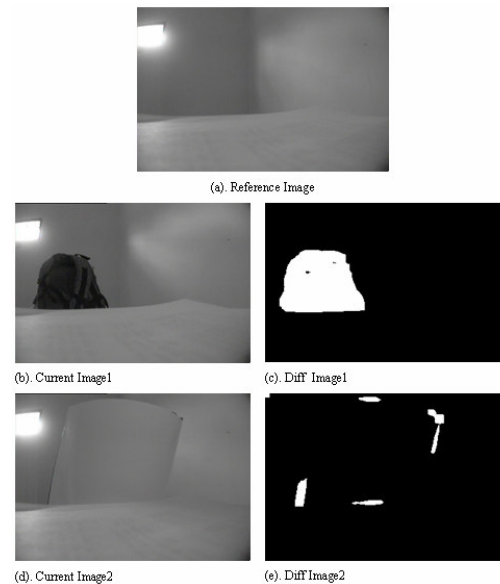 (a). Reference Image
(b). Current Image1
(c). Diff Image1
(d). Current Image2
(e). Diff Image2